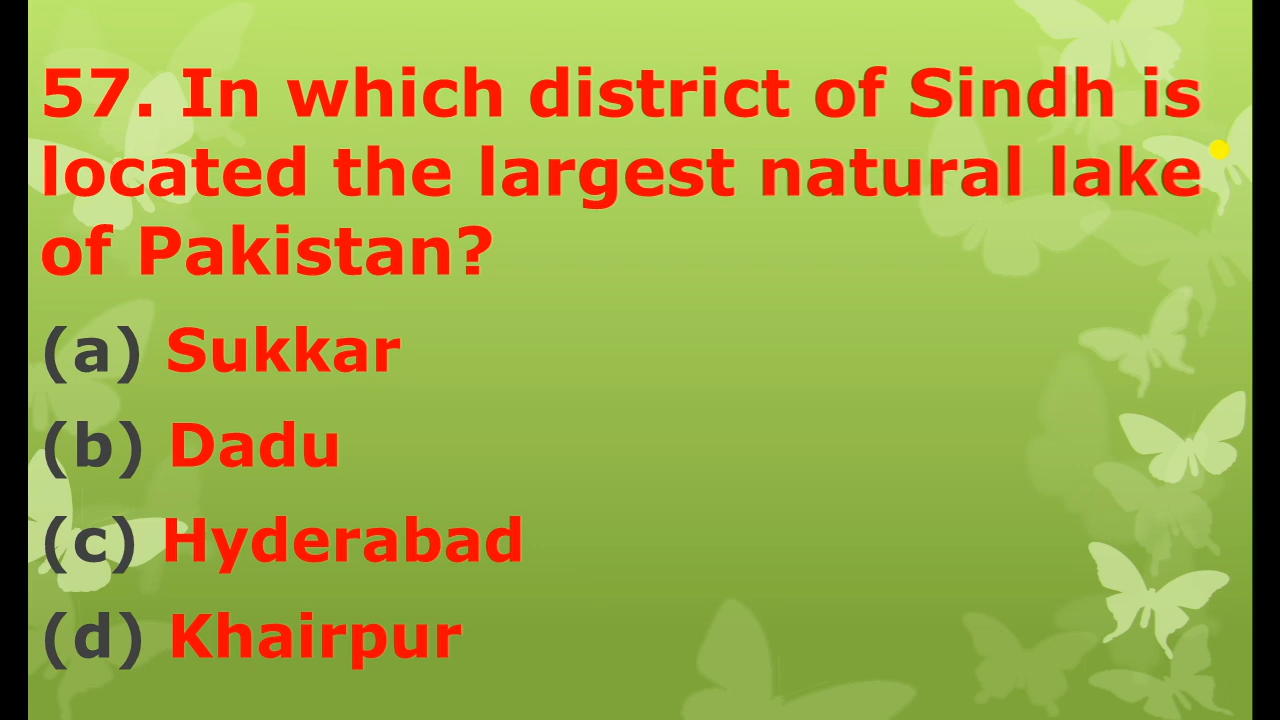 57. In which district of Sindh is
located the largest natural lake
of Pakistan?
(a) Sukkar
(b) Dadu
(c) Hyderabad
(d) Khairpur